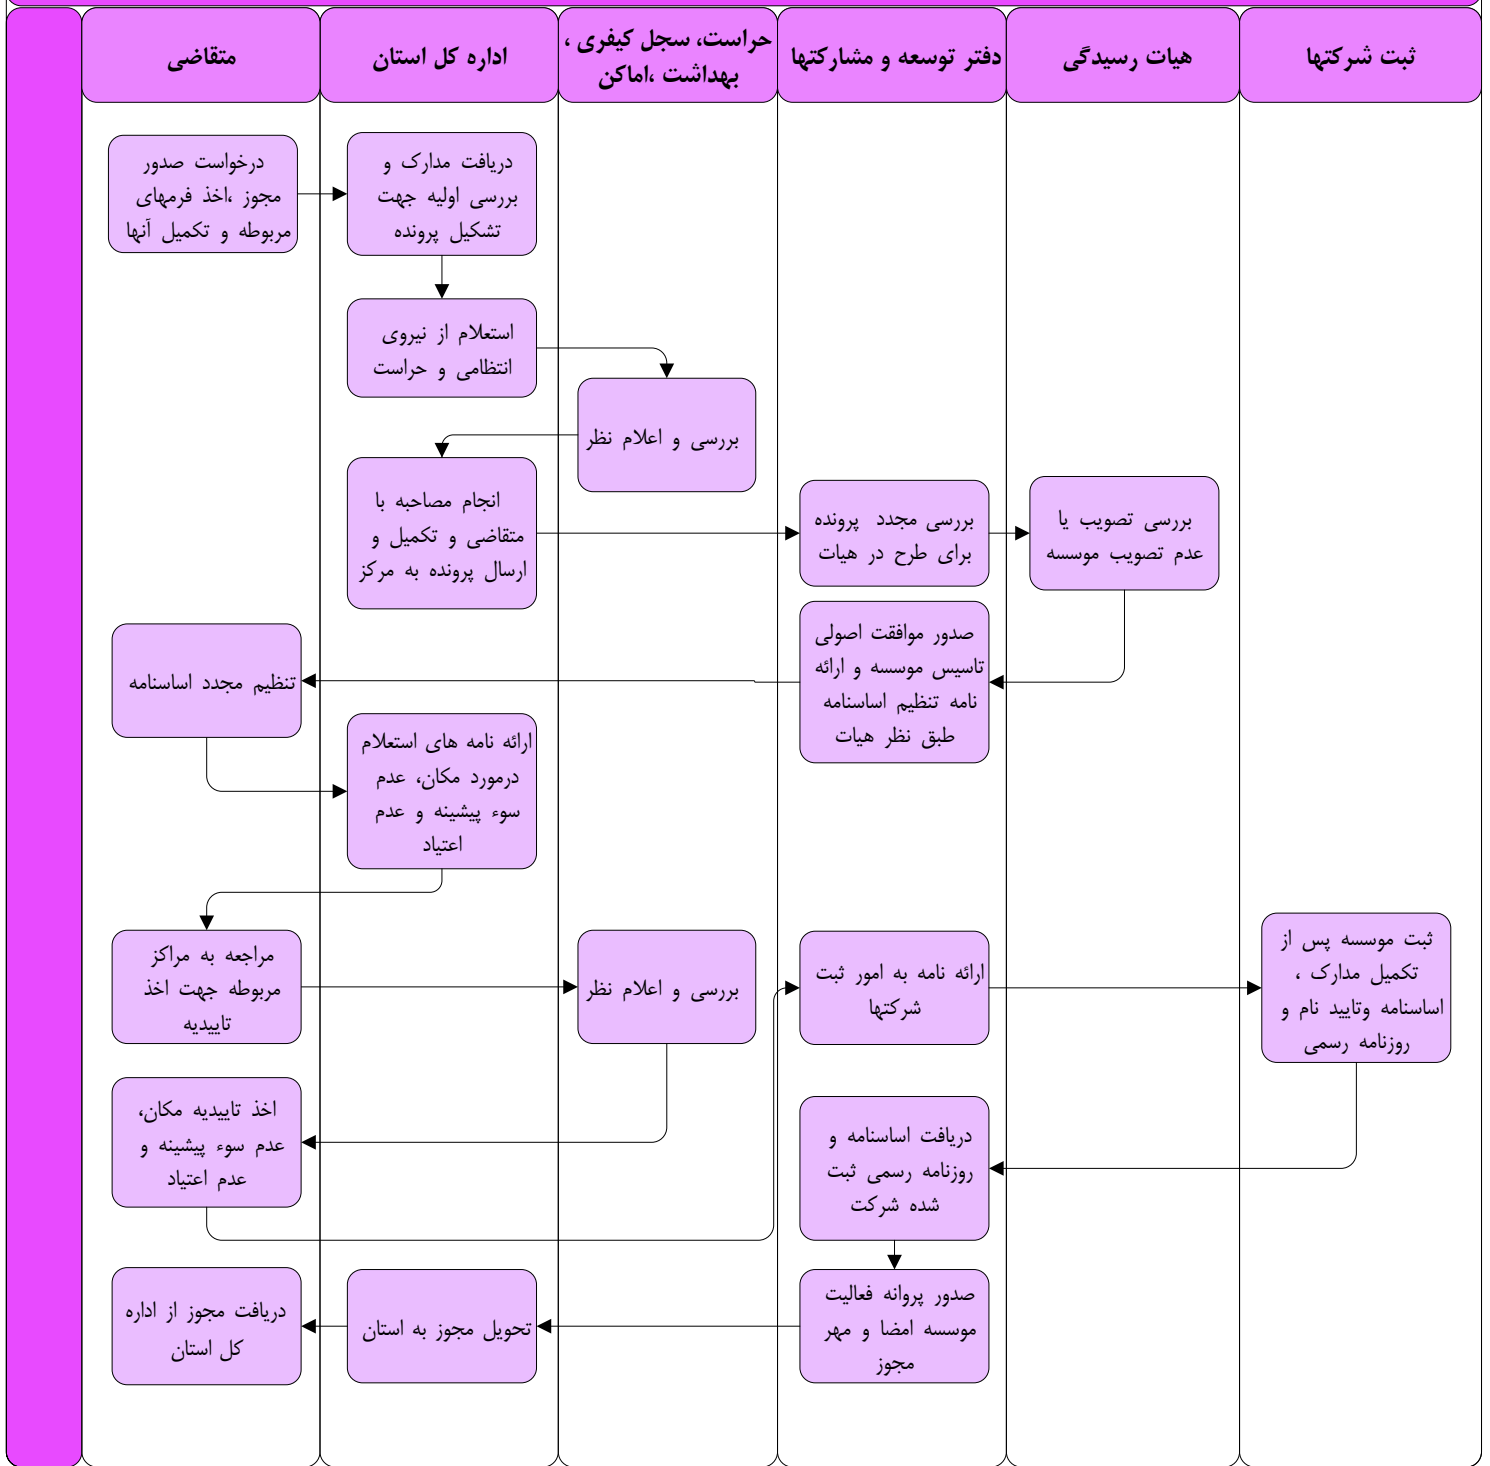 متقاضی
اداره کل استان
حراست، سجل کیفری ،
بهداشت ،اماکن
دفتر توسعه و مشارکتها
هیات رسیدگی
ثبت شرکتها
درخواست صدور
مجوز ،اخذ فرمهای
مربوطه و تکمیل آنها
دریافت مدارک و
بررسی اولیه جهت
تشکیل پرونده
استعلام از نیروی
انتظامی و حراست
بررسی و اعلام نظر
انجام مصاحبه با
متقاضی و تکمیل و
ارسال پرونده به مرکز
بررسی مجدد پرونده
برای طرح در هیات
بررسی تصویب یا
عدم تصویب موسسه
صدور موافقت اصولی
تاسیس موسسه و ارائه
نامه تنظیم اساسنامه
طبق نظر هیات
تنظیم مجدد اساسنامه
ارائه نامه های استعلام
درمورد مکان، عدم
سوء پیشینه و عدم
اعتیاد
مراجعه به مراکز
مربوطه جهت اخذ
تاییدیه
بررسی و اعلام نظر
اخذ تاییدیه مکان،
عدم سوء پیشینه و
عدم اعتیاد
ارائه نامه به امور ثبت
شرکتها
ثبت موسسه پس از
تکمیل مدارک ،
اساسنامه وتایید نام و
روزنامه رسمی
دریافت اساسنامه و
روزنامه رسمی ثبت
شده شرکت
صدور پروانه فعالیت
موسسه امضا و مهر
مجوز
تحویل مجوز به استان
دریافت مجوز از اداره
کل استان